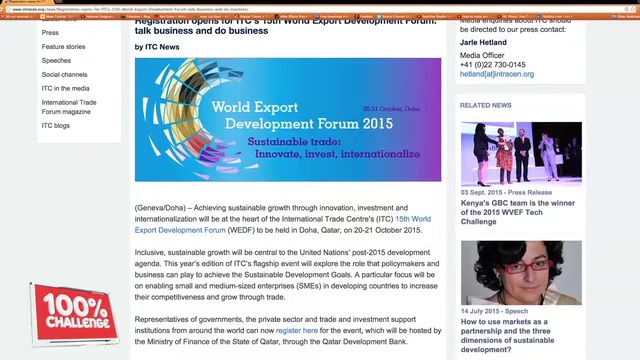 Registration opens for ITC's 15th World Export Development Forum:
talk business and do business
by ITC News
Press
Feature stories
Speeches
Social channels
ITC in the media
International Trade
Forum magazine
ITC blogs
World Export
Development Forum 2015
20-21 October, Doha
Sustainable trade:
Innovate, invest, internationalize
(Geneva/Doha) – Achieving sustainable growth through innovation, investment and
internationalization will be at the heart of the International Trade Centre's (ITC) 15th World
Export Development Forum (WEDF) to be held in Doha, Qatar, on 20-21 October 2015.
Inclusive, sustainable growth will be central to the United Nations' post-2015 development
agenda. This year's edition of ITC's flagship event will explore the role that policymakers and
business can play to achieve the Sustainable Development Goals. A particular focus will be
on enabling small and medium-sized enterprises (SMEs) in developing countries to increase
their competitiveness and grow through trade.
Representatives of governments, the private sector and trade and investment support
institutions from around the world can now register here for the event, which will be hosted by
the Ministry of Finance of the State of Qatar, through the Qatar Development Bank.
Media enquiries about ITC should
be directed to our press contact:
Jarle Hetland
Media Officer
+41 (0)22 730-0145
hetland[at]intracen.org
RELATED NEWS
03 Sept. 2015 - Press Release
Kenya's GBC team is the winner
of the 2015 WVEF Tech
Challenge
14 July 2015 - Speech
How to use markets as a
partnership and the three
dimensions of sustainable
development?
100%
CHALLENGE